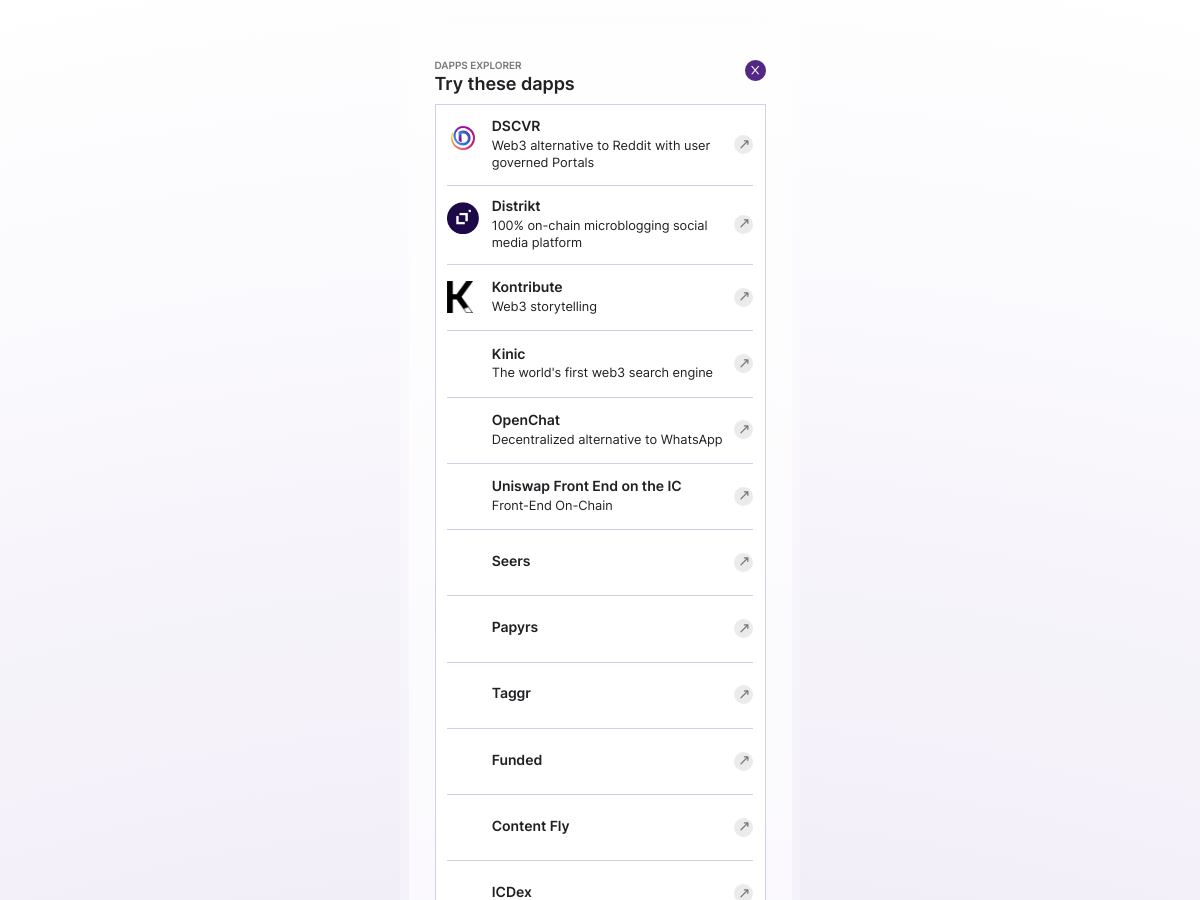 DAPPS EXPLORER
Try these dapps
X
DSCVR
Web3 alternative to Reddit with user
governed Portals
Distrikt
100% on-chain microblogging social
media platform
Kontribute
Web3 storytelling
Kinic
The world's first web3 search engine
OpenChat
Decentralized alternative to WhatsApp
Uniswap Front End on the IC
Front-End On-Chain
Seers
Papyrs
Taggr
Funded
Content Fly
ICDex